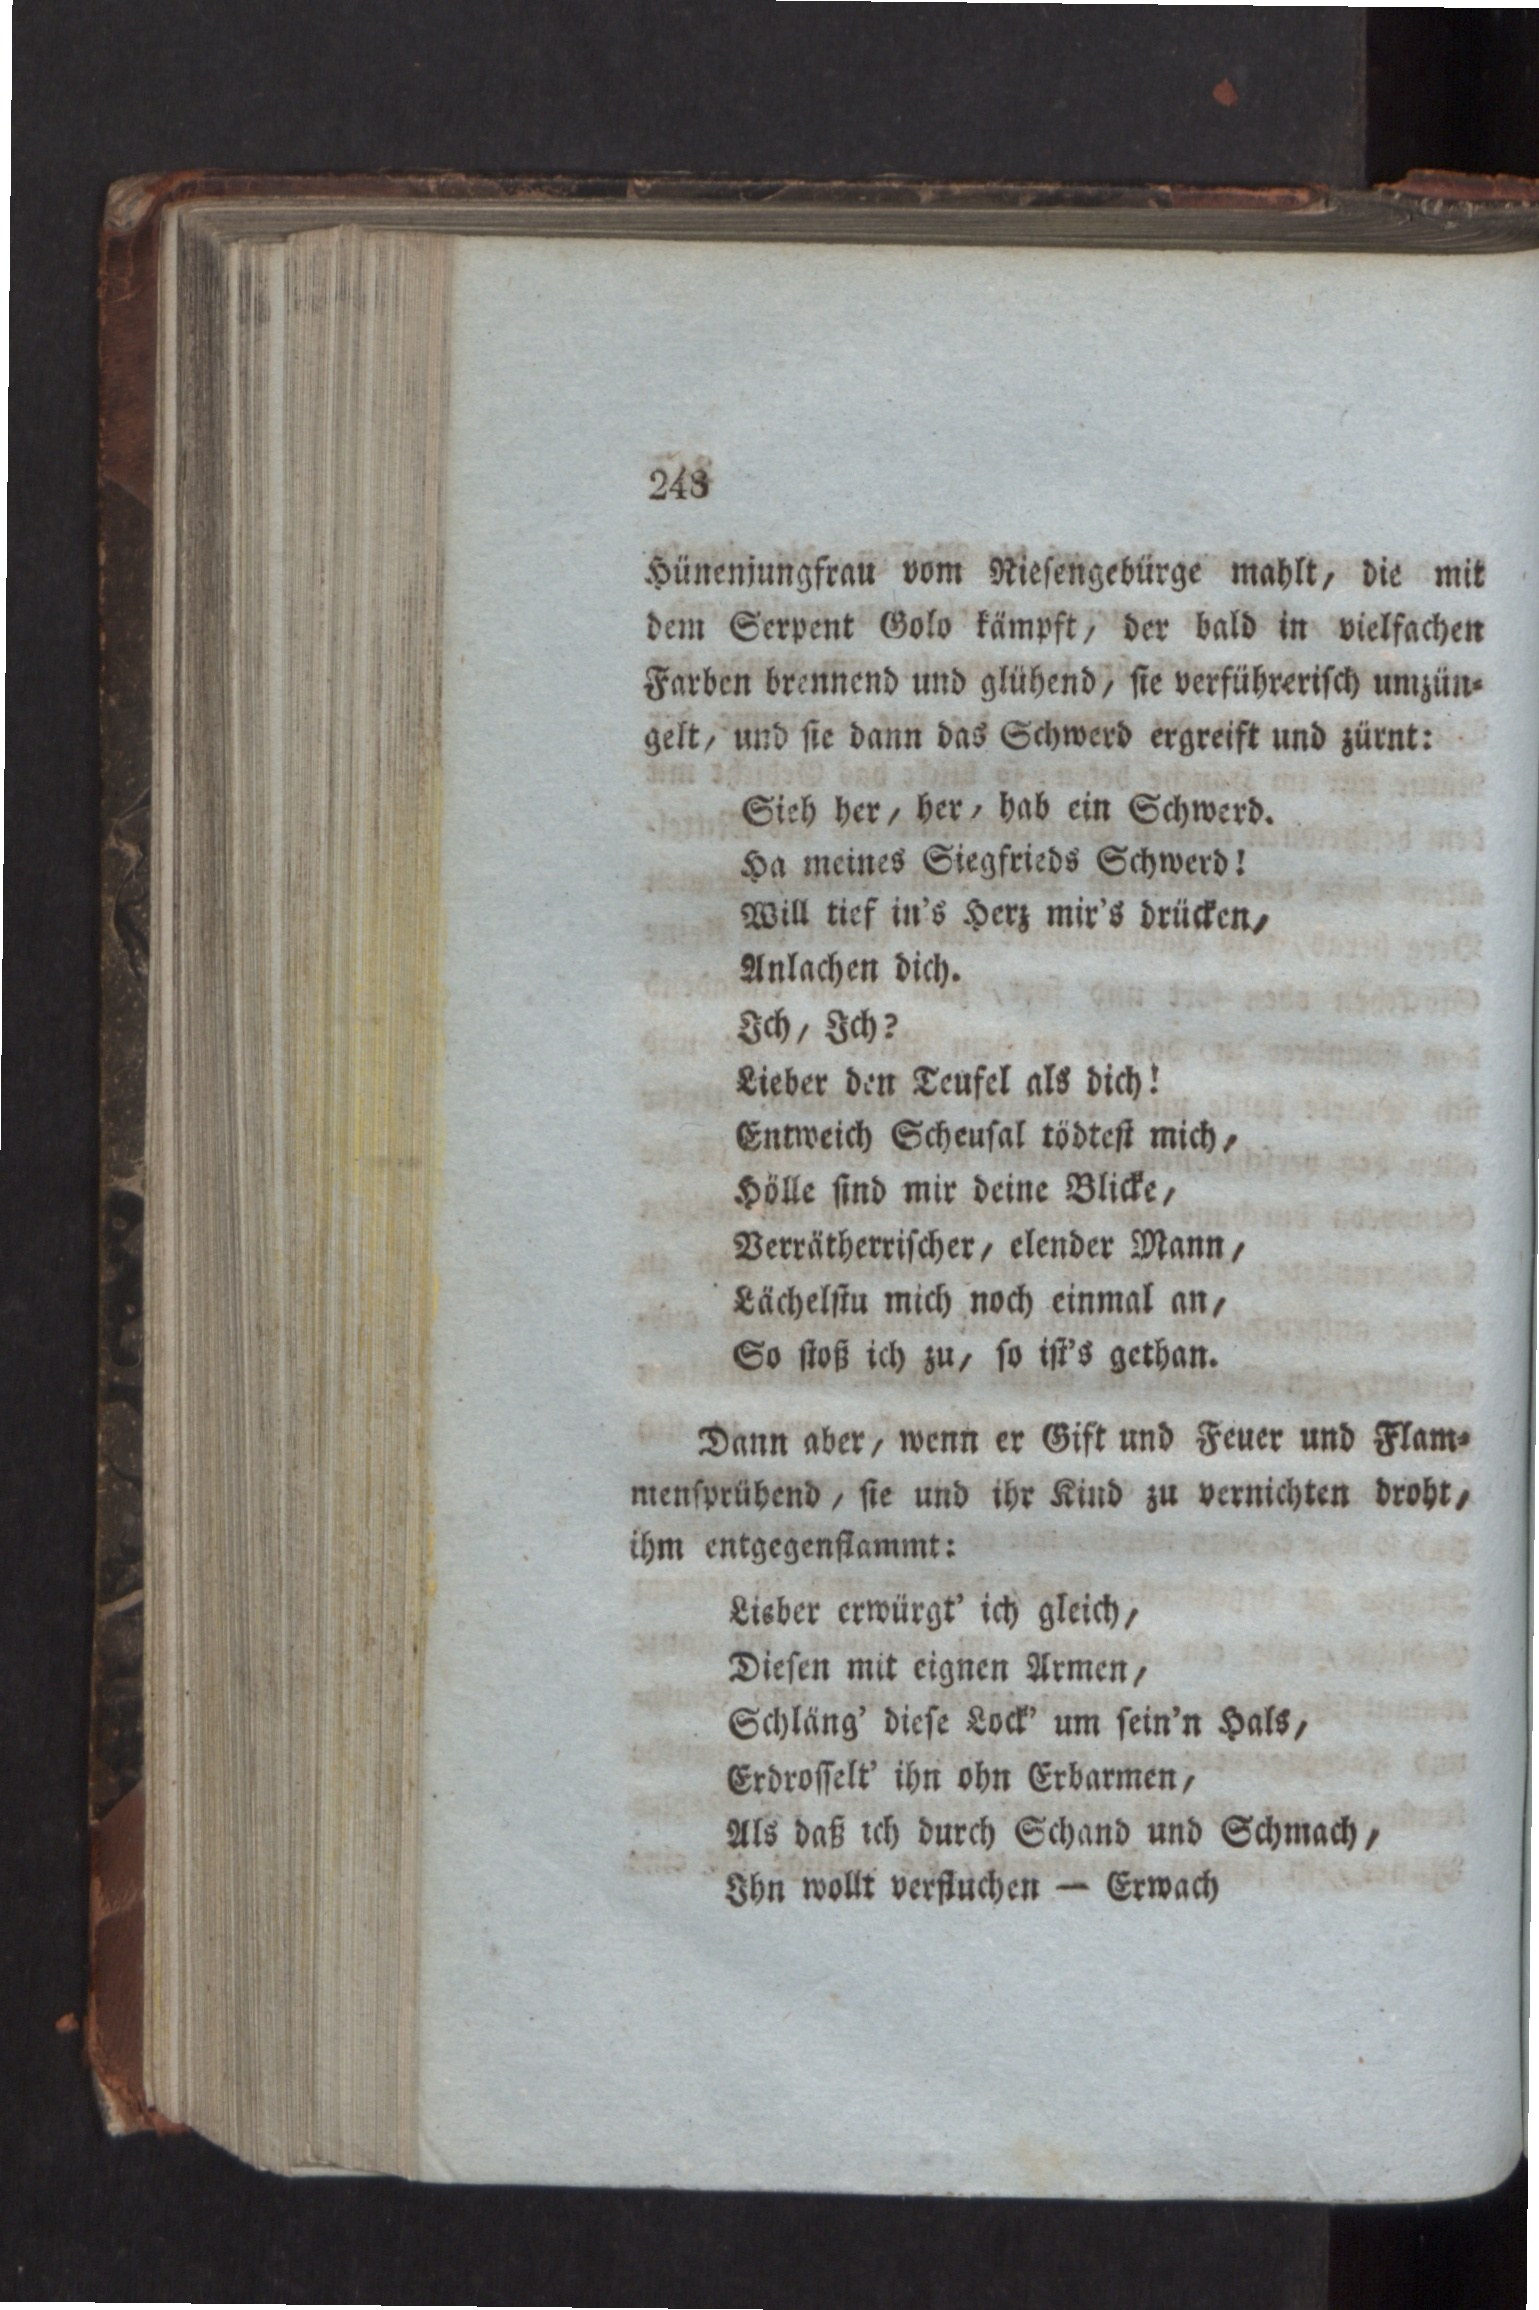 248
Hünenjungfrau vom Riesengebürge mahlt, die mit
dem Serpent Golo kämpft, der bald in vielfachen
Farben brennend und glühend, sie verführerisch umzün-
gelt, und sie dann das Schwerd ergreift und zürnt:
Sieh her, her, hab ein Schwerd.
Ha meines Siegfrieds Schwerd!
Will tief in's Herz mir's drücken,
Anlachen dich.
Ich, Ich?
Lieber den Teufel als dich!
Entweich Scheusal tödtest mich,
Hölle sind mir deine Blicke,
Verrätherrischer, elender Mann,
Lächelstu mich noch einmal an,
So stoß ich zu, so ist's gethan.
Dann aber, wenn er Gift und Feuer und Flam-
mensprühend, sie und ihr Kind zu vernichten droht,
ihm entgegenflammt:
Lieber erwürgt' ich gleich,
Diesen mit eignen Armen,
Schläng' diese Lock' um sein'n Hals,
Erdrosselt' ihn ohn Erbarmen,
Als daß ich durch Schand und Schmach,
Ihn wollt verfluchen — Erwach